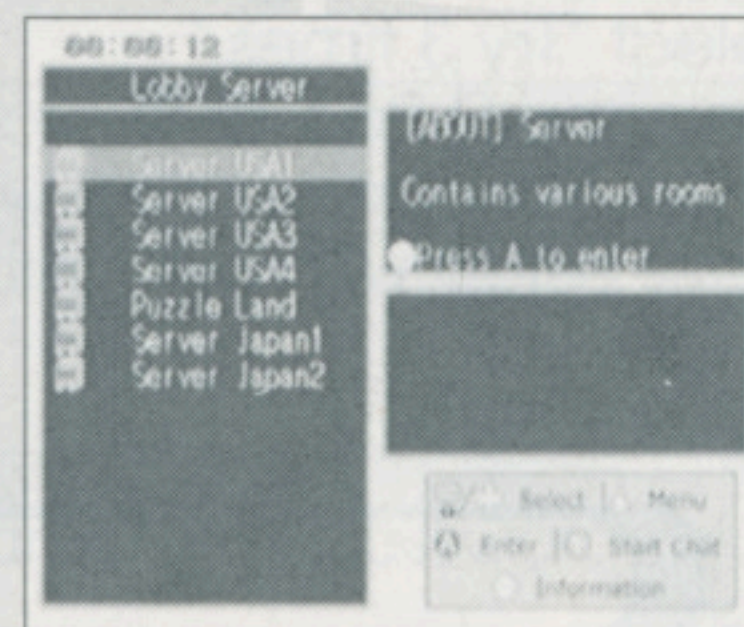 00:00:12
Lobby Server
Server USA1
Server USA2
Server USA3
Server USA4
Puzzle Land
Server Japan1
Server Japan2
[ABOUT] Server
Contains various rooms
Press A to enter
Select | Menu
A Enter | Start Chat
Information